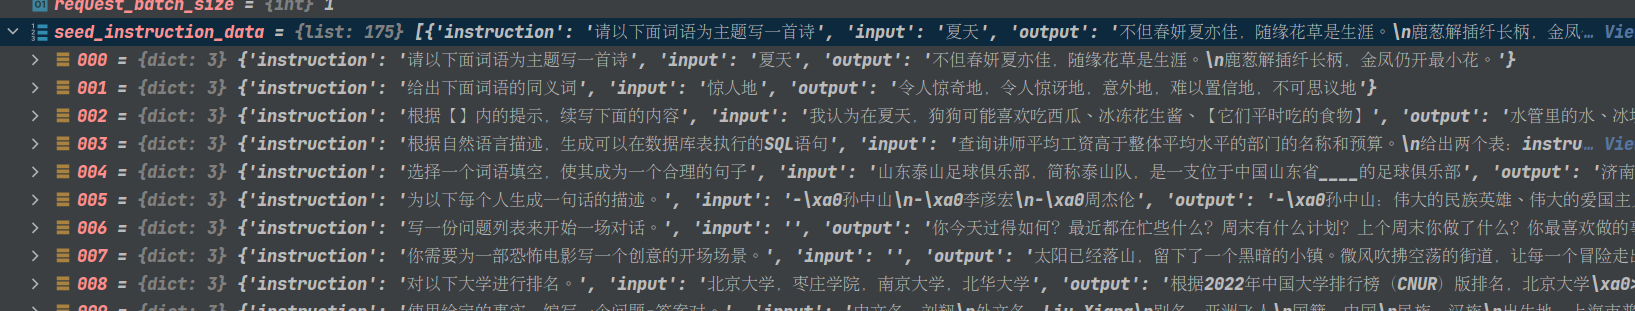 request_batch_size = {int} 1
seed_instruction_data = {list: 175} [{'instruction': '请以下面词语为主题写一首诗', 'input': '夏天', 'output': '不但春妍夏亦佳，随缘花草是生涯。\n鹿葱解插纤长柄，金凤… Vie
000 = {dict: 3} {'instruction': '请以下面词语为主题写一首诗', 'input': '夏天', 'output': '不但春妍夏亦佳，随缘花草是生涯。\n鹿葱解插纤长柄，金凤仍开最小花。'}
001 = {dict: 3} {'instruction': '给出下面词语的同义词', 'input': '惊人地', 'output': '令人惊奇地，令人惊讶地，意外地，难以置信地，不可思议地'}
002 = {dict: 3} {'instruction': '根据【】内的提示，续写下面的内容', 'input': '我认为在夏天，狗狗可能喜欢吃西瓜、冰冻花生酱、【它们平时吃的食物】', 'output': '水管里的水、冰块
003 = {dict: 3} {'instruction': '根据自然语言描述，生成可以在数据库表执行的SQL语句', 'input': '查询讲师平均工资高于整体平均水平的部门的名称和预算。\n给出两个表：instru… Vie
004 = {dict: 3} {'instruction': '选择一个词语填空，使其成为一个合理的句子', 'input': '山东泰山足球俱乐部，简称泰山队，是一支位于中国山东省____的足球俱乐部', 'output': '济南
005 = {dict: 3} {'instruction': '为以下每个人生成一句话的描述。', 'input': '-\xa0孙中山\n-\xa0李彦宏\n-\xa0周杰伦', 'output': '-\xa0孙中山：伟大的民族英雄、伟大的爱国主
006 = {dict: 3} {'instruction': '写一份问题列表来开始一场对话。', 'input': '', 'output': '你今天过得如何？最近都在忙些什么？周末有什么计划？上个周末你做了什么？你最喜欢做的事
007 = {dict: 3} {'instruction': '你需要为一部恐怖电影写一个创意的开场场景。', 'input': '', 'output': '太阳已经落山，留下了一个黑暗的小镇。微风吹拂空荡的街道，让每一个冒险走出
008 = {dict: 3} {'instruction': '对以下大学进行排名。', 'input': '北京大学，枣庄学院，南京大学，北华大学', 'output': '根据2022年中国大学排行榜（CNUR）版排名，北京大学\xa0>